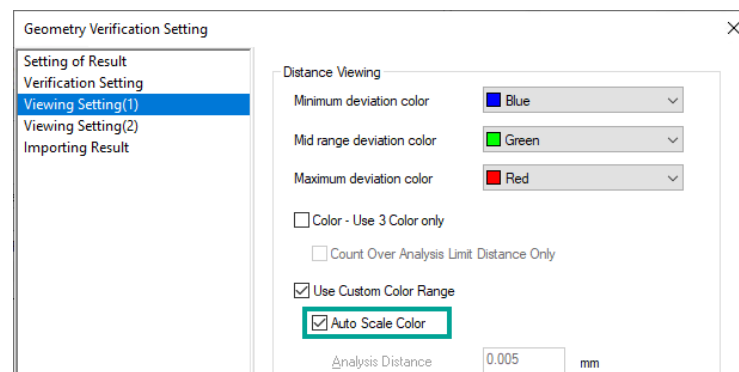 Geometry Verification Setting
Setting of Result
Verification Setting
Viewing Setting(1)
Viewing Setting(2)
Importing Result
Distance Viewing
Minimum deviation color
Blue
Mid range deviation color
Green
Maximum deviation color
Red
Color - Use 3 Color only
Count Over Analysis Limit Distance Only
Use Custom Color Range
Auto Scale Color
Analysis Distance
0.005
mm